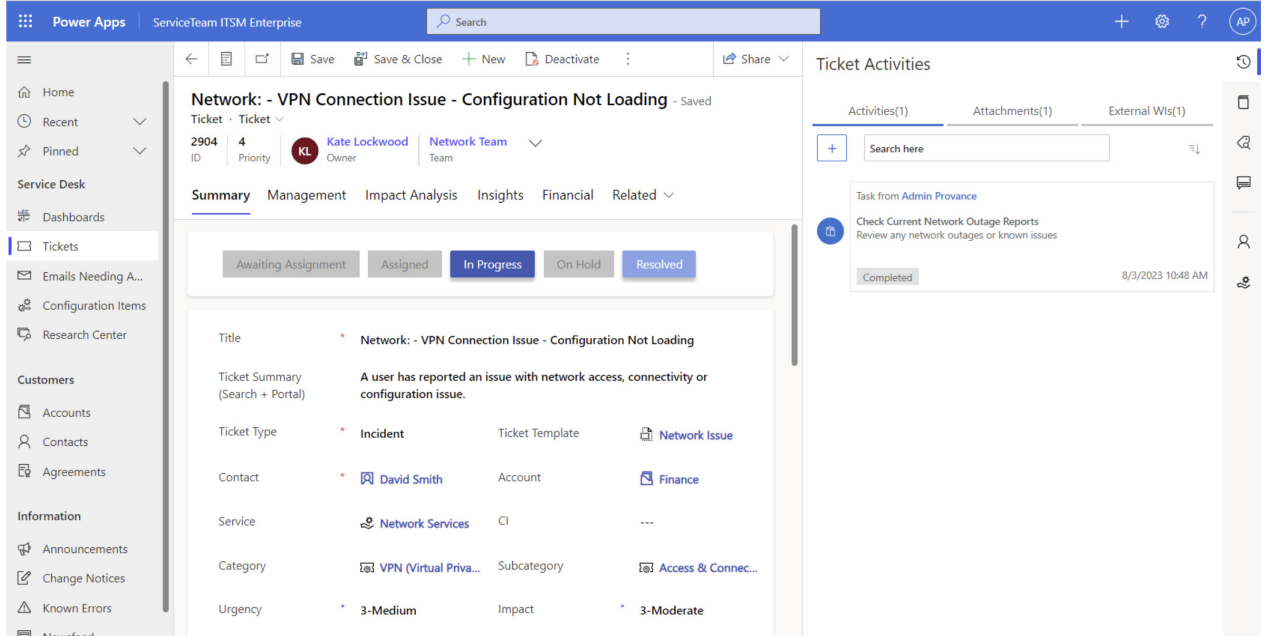 Power Apps
ServiceTeam ITSM Enterprise
Search
AP
Home
Recent
Pinned
Service Desk
Dashboards
Tickets
Emails Needing A...
Configuration Items
Research Center
Customers
Accounts
Contacts
Agreements
Information
Announcements
Change Notices
Known Errors
Newsfeed
Save
Save & Close
New
Deactivate
Share
Network: - VPN Connection Issue - Configuration Not Loading - Saved
Ticket · Ticket
2904
ID
4
Priority
KL
Kate Lockwood
Owner
Network Team
Team
Summary
Management
Impact Analysis
Insights
Financial
Related
Awaiting Assignment
Assigned
In Progress
On Hold
Resolved
Title * Network: - VPN Connection Issue - Configuration Not Loading
Ticket Summary
(Search + Portal)
A user has reported an issue with network access, connectivity or
configuration issue.
Ticket Type * Incident
Ticket Template Network Issue
Contact * David Smith
Account Finance
Service Network Services
CI ---
Category VPN (Virtual Priva...
Subcategory Access & Connec...
Urgency * 3-Medium
Impact * 3-Moderate
Ticket Activities
Activities(1)
Attachments(1)
External WIs(1)
Search here
Task from Admin Provance
Check Current Network Outage Reports
Review any network outages or known issues
Completed
8/3/2023 10:48 AM